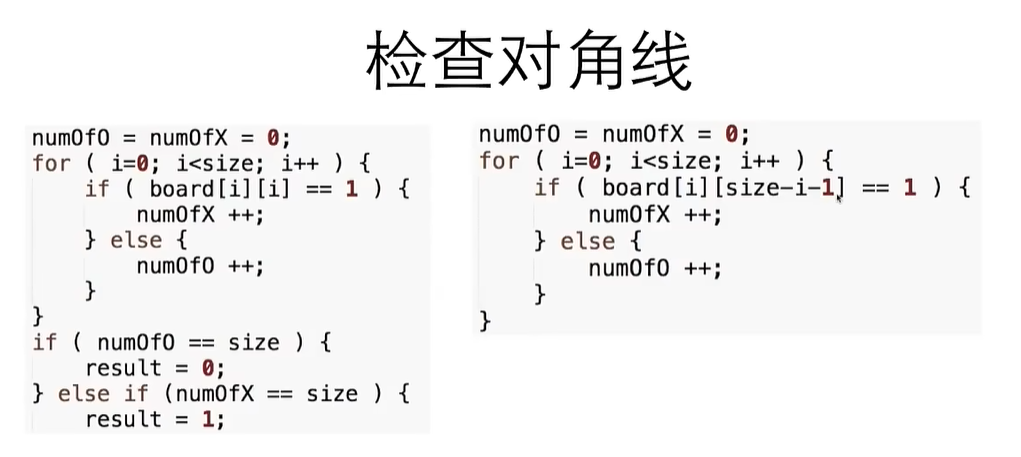 检查对角线
numOfO = numOfX = 0;
for ( i=0; i<size; i++ ) {
    if ( board[i][i] == 1 ) {
        numOfX ++;
    } else {
        numOfO ++;
    }
}
if ( numOfO == size ) {
    result = 0;
} else if (numOfX == size ) {
    result = 1;
numOfO = numOfX = 0;
for ( i=0; i<size; i++ ) {
    if ( board[i][size-i-1] == 1 ) {
        numOfX ++;
    } else {
        numOfO ++;
    }
}